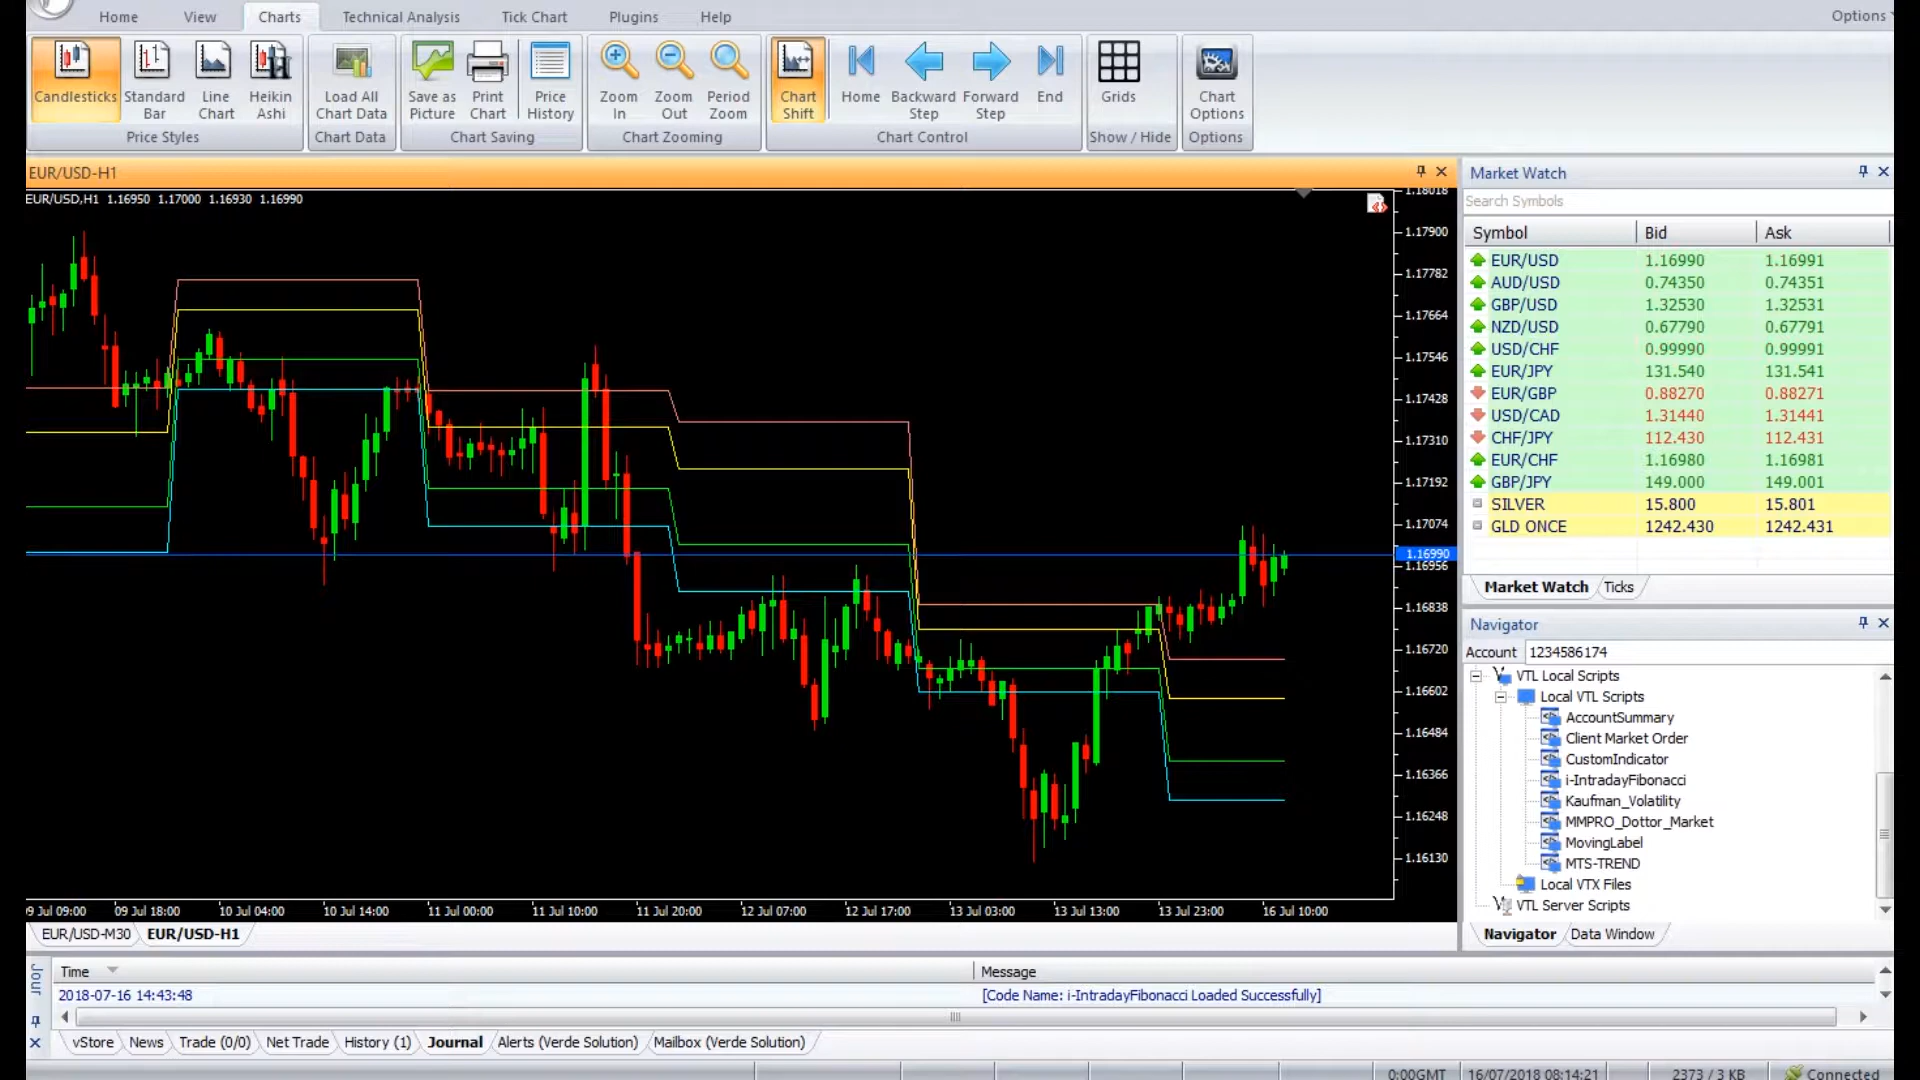 Home View Charts Technical Analysis Tick Chart Plugins Help Options
Candlesticks Standard Bar Line Chart Heikin Ashi
Price Styles
Load All Chart Data
Chart Data
Save as Picture Print Chart Price History
Chart Saving
Zoom In Zoom Out Period Zoom
Chart Zooming
Chart Shift Home Backward Step Forward Step End
Chart Control
Grids
Show / Hide
Chart Options
Options
EUR/USD-H1
EUR/USD,H1 1.16950 1.17000 1.16930 1.16990
1.18018
1.17900
1.17782
1.17664
1.17546
1.17428
1.17310
1.17192
1.17074
1.16990
1.16956
1.16838
1.16720
1.16602
1.16484
1.16366
1.16248
1.16130
9 Jul 09:00 09 Jul 18:00 10 Jul 04:00 10 Jul 14:00 11 Jul 00:00 11 Jul 10:00 11 Jul 20:00 12 Jul 07:00 12 Jul 17:00 13 Jul 03:00 13 Jul 13:00 13 Jul 23:00 16 Jul 10:00
EUR/USD-M30 EUR/USD-H1
Market Watch
Search Symbols
Symbol Bid Ask
EUR/USD 1.16990 1.16991
AUD/USD 0.74350 0.74351
GBP/USD 1.32530 1.32531
NZD/USD 0.67790 0.67791
USD/CHF 0.99990 0.99991
EUR/JPY 131.540 131.541
EUR/GBP 0.88270 0.88271
USD/CAD 1.31440 1.31441
CHF/JPY 112.430 112.431
EUR/CHF 1.16980 1.16981
GBP/JPY 149.000 149.001
SILVER 15.800 15.801
GLD ONCE 1242.430 1242.431
Market Watch Ticks
Navigator
Account 1234586174
VTL Local Scripts
Local VTL Scripts
AccountSummary
Client Market Order
CustomIndicator
i-IntradayFibonacci
Kaufman_Volatility
MMPRO_Dottor_Market
MovingLabel
MTS-TREND
Local VTX Files
VTL Server Scripts
Navigator Data Window
Jour
Time Message
2018-07-16 14:43:48 [Code Name: i-IntradayFibonacci Loaded Successfully]
vStore News Trade (0/0) Net Trade History (1) Journal Alerts (Verde Solution) Mailbox (Verde Solution)
0:00GMT 16/07/2018 08:14:21 2373 / 3 KB Connected